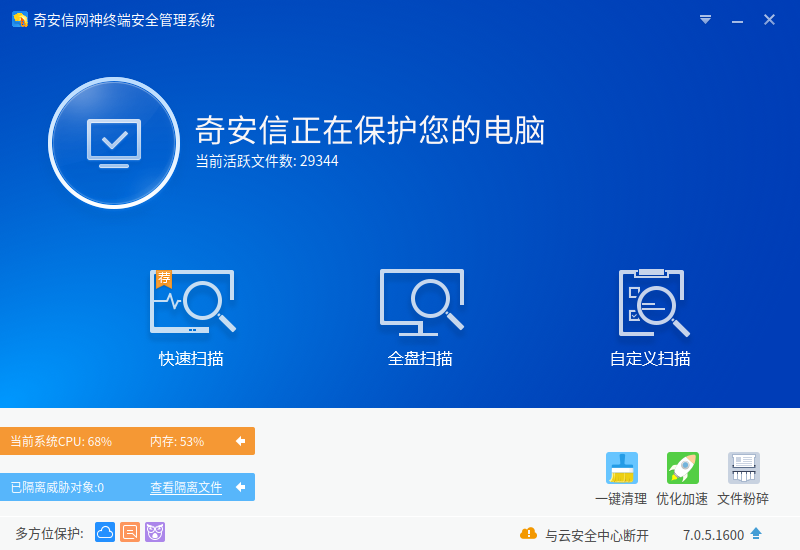 奇安信网神终端安全管理系统
奇安信正在保护您的电脑
当前活跃文件数: 29344
荐
快速扫描
全盘扫描
自定义扫描
当前系统CPU: 68% 内存: 53%
已隔离威胁对象:0 查看隔离文件
一键清理 优化加速 文件粉碎
多方位保护:
与云安全中心断开 7.0.5.1600